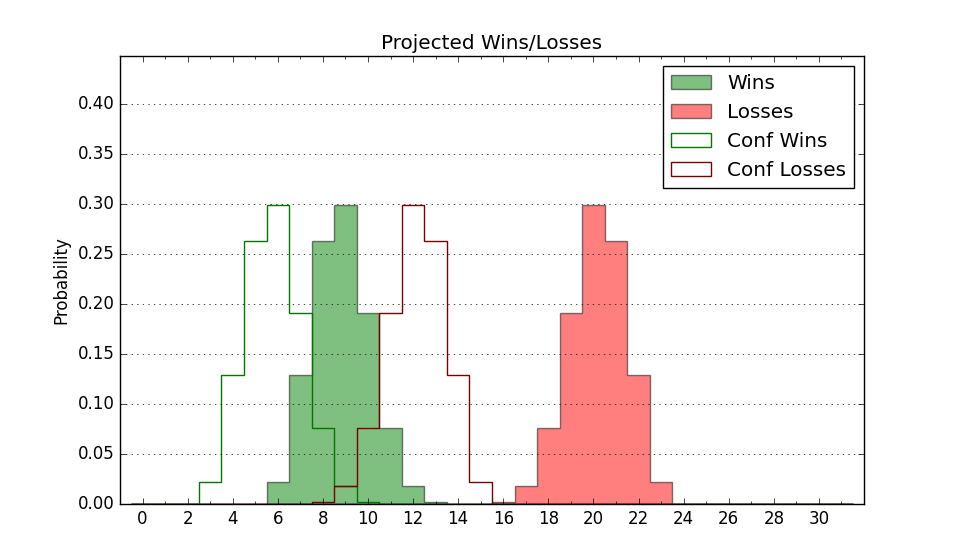 Projected Wins/Losses
Wins
Losses
Conf Wins
Conf Losses
Probability
0.40
0.35
0.30
0.25
0.20
0.15
0.10
0.05
0.00
0 2 4 6 8 10 12 14 16 18 20 22 24 26 28 30